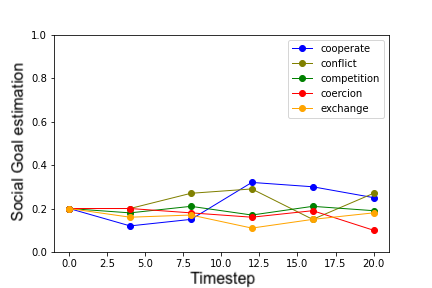 1.0
0.8
0.6
0.4
0.2
0.0
Social Goal estimation
cooperate
conflict
competition
coercion
exchange
0.0 2.5 5.0 7.5 10.0 12.5 15.0 17.5 20.0
Timestep